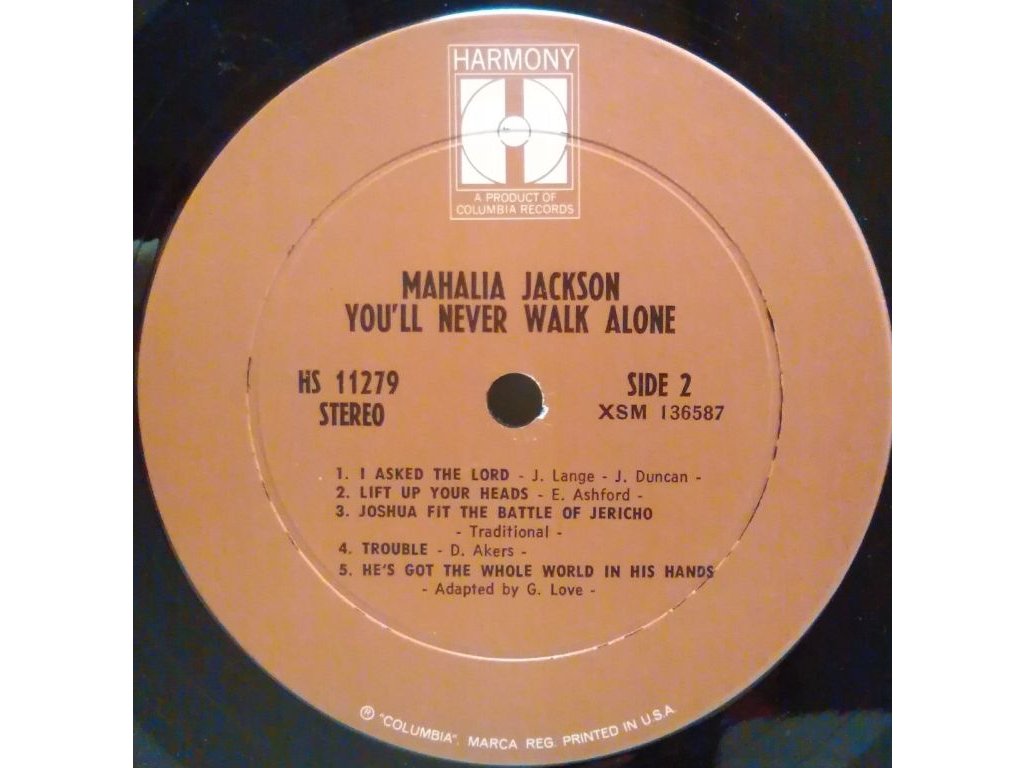 HARMONY
A PRODUCT OF
COLUMBIA RECORDS
MAHALIA JACKSON
YOU'LL NEVER WALK ALONE
HS 11279
STEREO
SIDE 2
XSM 136587
1. I ASKED THE LORD - J. Lange - J. Duncan -
2. LIFT UP YOUR HEADS - E. Ashford -
3. JOSHUA FIT THE BATTLE OF JERICHO
- Traditional -
4. TROUBLE - D. Akers -
5. HE'S GOT THE WHOLE WORLD IN HIS HANDS
- Adapted by G. Love -
® "COLUMBIA", MARCA REG. PRINTED IN U.S.A.